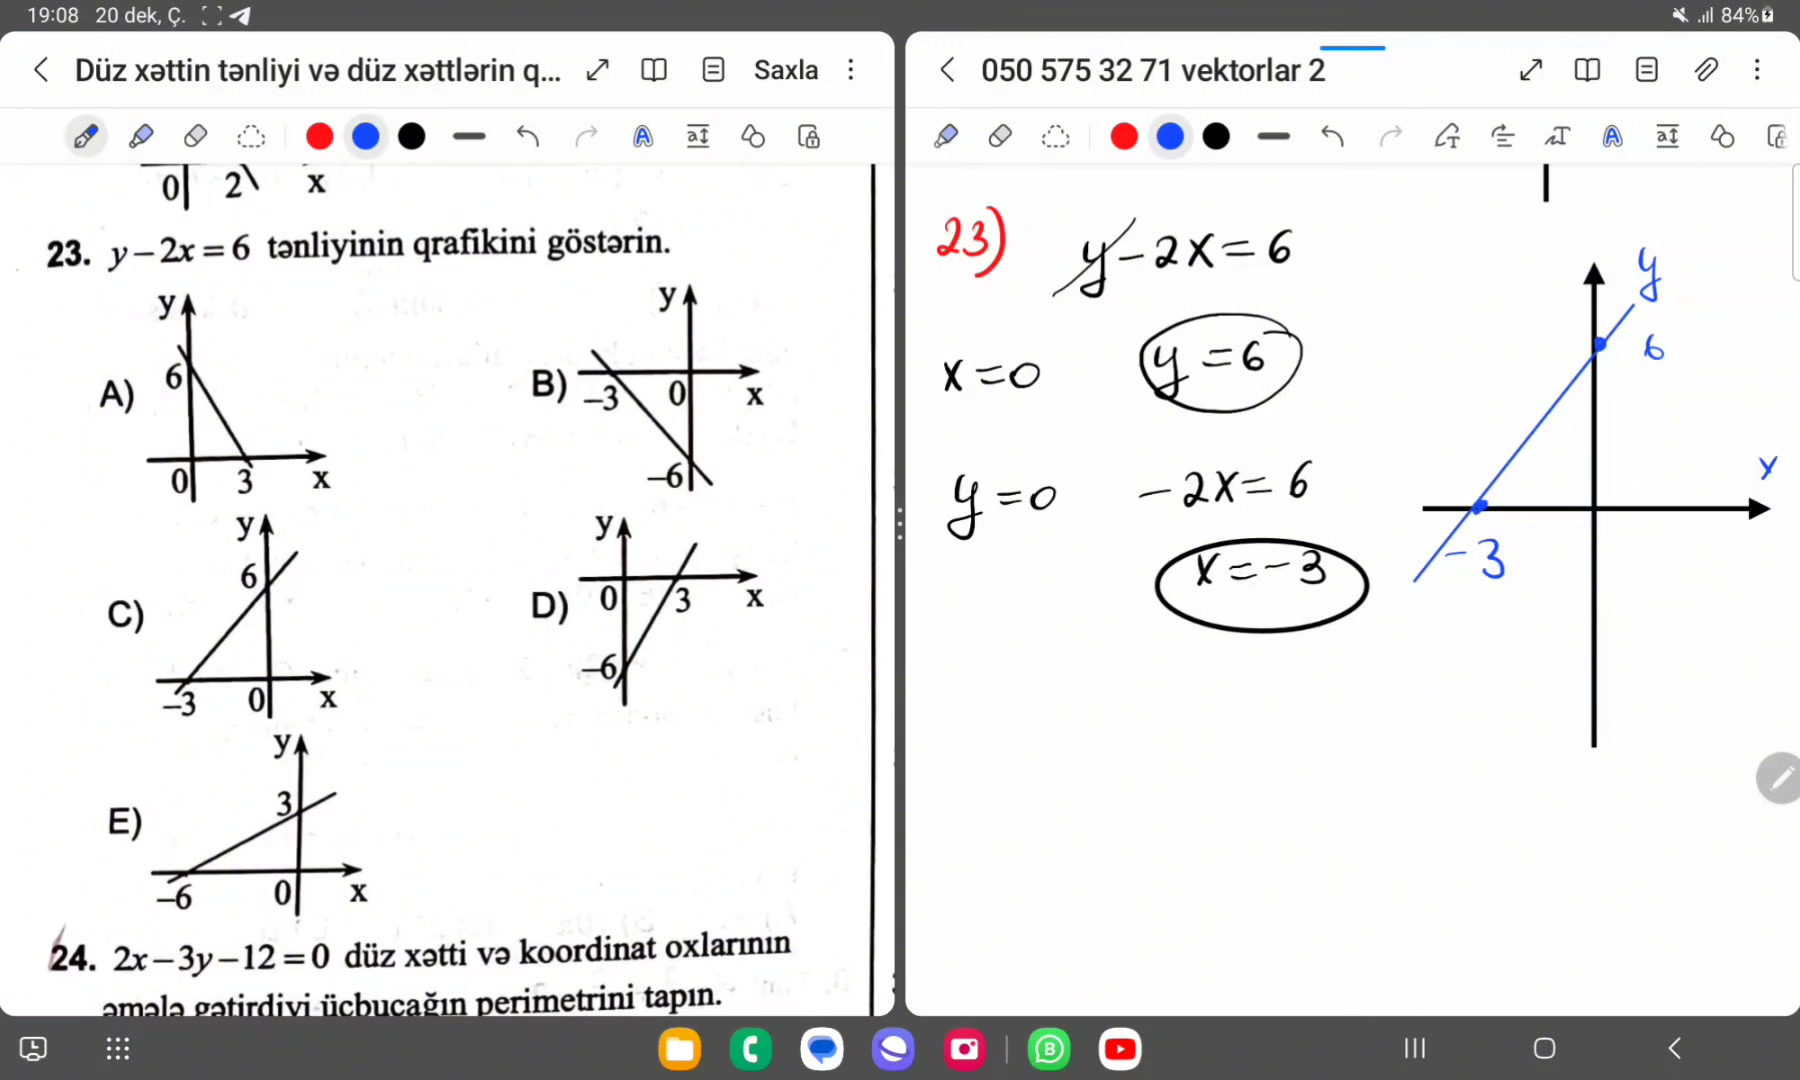 19:08 20 dek, Ç.
84%
Düz xəttin tənliyi və düz xəttlərin q...
Saxla
0 2 x
23. y – 2x = 6 tənliyinin qrafikini göstərin.
A) y 6 0 3 x
B) y –3 0 x –6
C) y 6 –3 0 x
D) y 0 3 x –6
E) y 3 –6 0 x
24. 2x – 3y – 12 = 0 düz xətti və koordinat oxlarının
əmələ gətirdiyi üçbucağın perimetrini tapın.
050 575 32 71 vektorlar 2
23) y – 2x = 6
x = 0 y = 6
y = 0 – 2x = 6
x = – 3
y
6
x
– 3